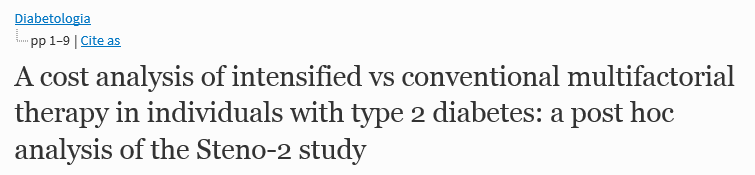 Diabetologia
pp 1–9 | Cite as
A cost analysis of intensified vs conventional multifactorial
therapy in individuals with type 2 diabetes: a post hoc
analysis of the Steno-2 study